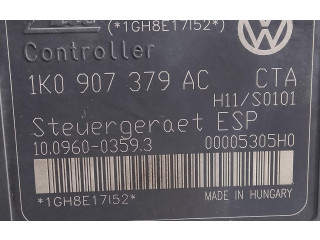 (*1GH8E17I52*)
Controller
1K0 907 379 AC CTA
H11/S0101
Steuergeraet ESP
10.0960-0359.3 00005305H0
*1GH8E17I52* MADE IN HUNGARY